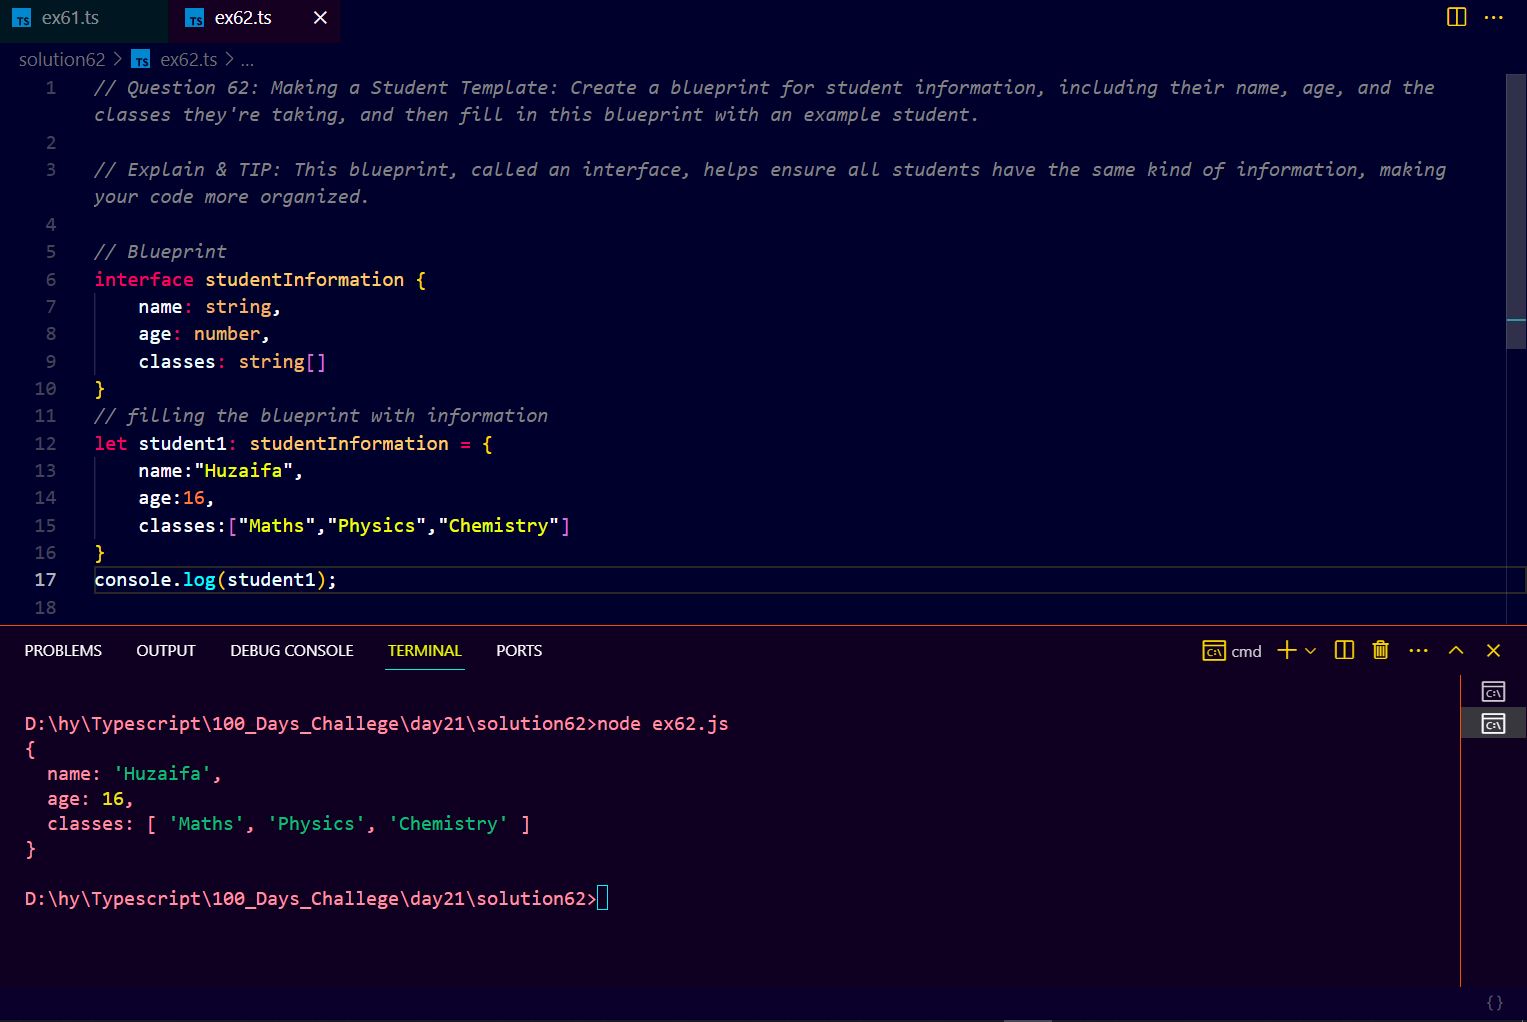 TS ex61.ts TS ex62.ts
solution62 > TS ex62.ts > ...
1 // Question 62: Making a Student Template: Create a blueprint for student information, including their name, age, and the
classes they're taking, and then fill in this blueprint with an example student.
2
3 // Explain & TIP: This blueprint, called an interface, helps ensure all students have the same kind of information, making
your code more organized.
4
5 // Blueprint
6 interface studentInformation {
7 name: string,
8 age: number,
9 classes: string[]
10 }
11 // filling the blueprint with information
12 let student1: studentInformation = {
13 name:"Huzaifa",
14 age:16,
15 classes:["Maths","Physics","Chemistry"]
16 }
17 console.log(student1);
18
PROBLEMS OUTPUT DEBUG CONSOLE TERMINAL PORTS cmd
D:\hy\Typescript\100_Days_Challege\day21\solution62>node ex62.js
{
name: 'Huzaifa',
age: 16,
classes: [ 'Maths', 'Physics', 'Chemistry' ]
}
D:\hy\Typescript\100_Days_Challege\day21\solution62>
{}